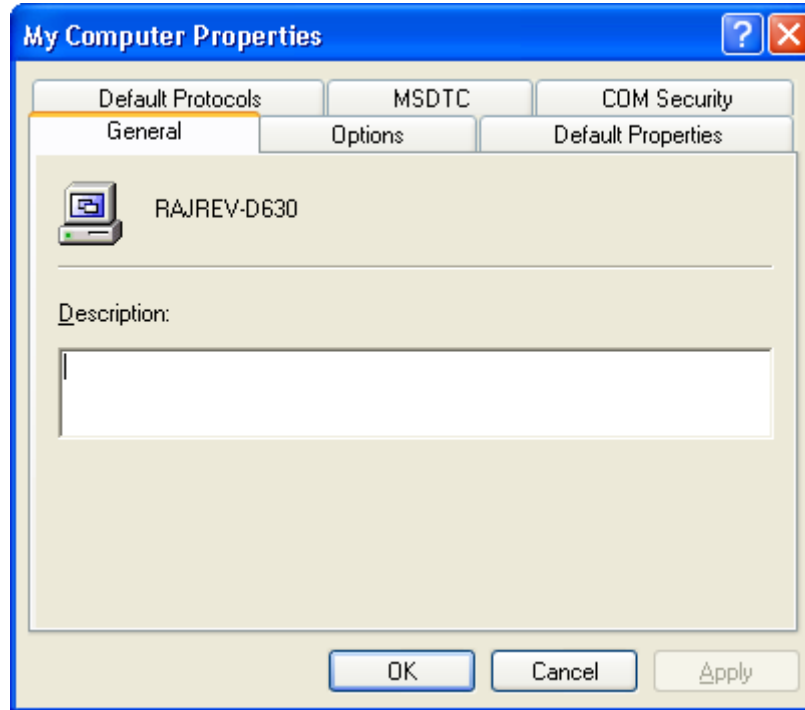 My Computer Properties
Default Protocols MSDTC COM Security
General Options Default Properties
RAJREV-D630
Description:
OK Cancel Apply